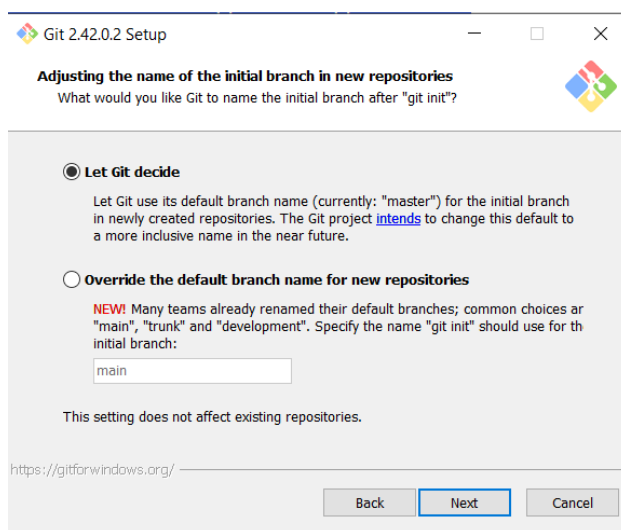 Git 2.42.0.2 Setup
Adjusting the name of the initial branch in new repositories
What would you like Git to name the initial branch after "git init"?
Let Git decide
Let Git use its default branch name (currently: "master") for the initial branch
in newly created repositories. The Git project intends to change this default to
a more inclusive name in the near future.
Override the default branch name for new repositories
NEW! Many teams already renamed their default branches; common choices ar
"main", "trunk" and "development". Specify the name "git init" should use for th
initial branch:
main
This setting does not affect existing repositories.
https://gitforwindows.org/
Back Next Cancel